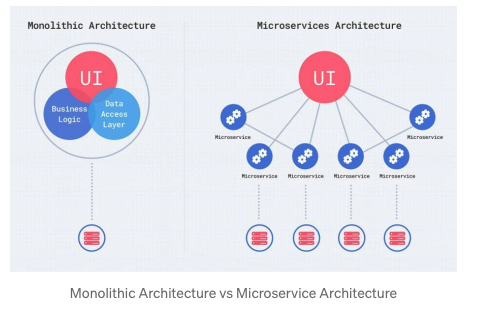 Monolithic Architecture
Microservices Architecture
UI
Business
Logic
Data
Access
Layer
UI
Microservice
Microservice
Microservice
Microservice
Microservice
Microservice
Monolithic Architecture vs Microservice Architecture